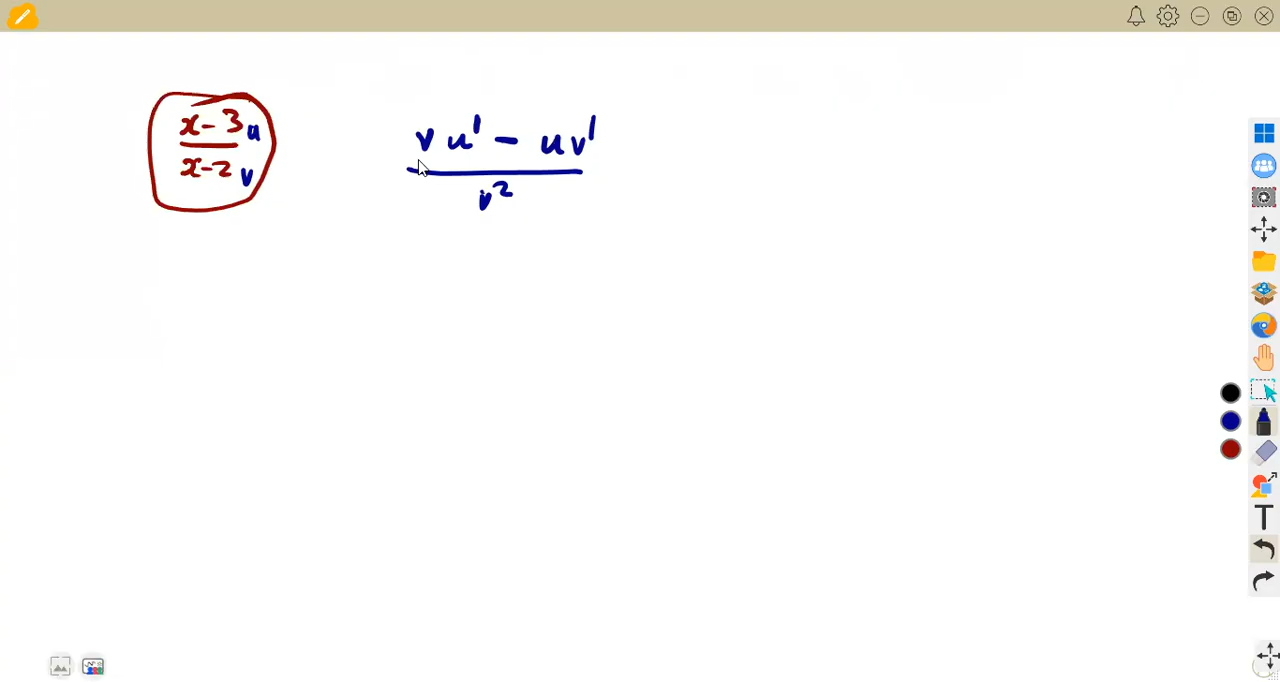 x-3 u
x-2 v
v u' - u v'
v²
T